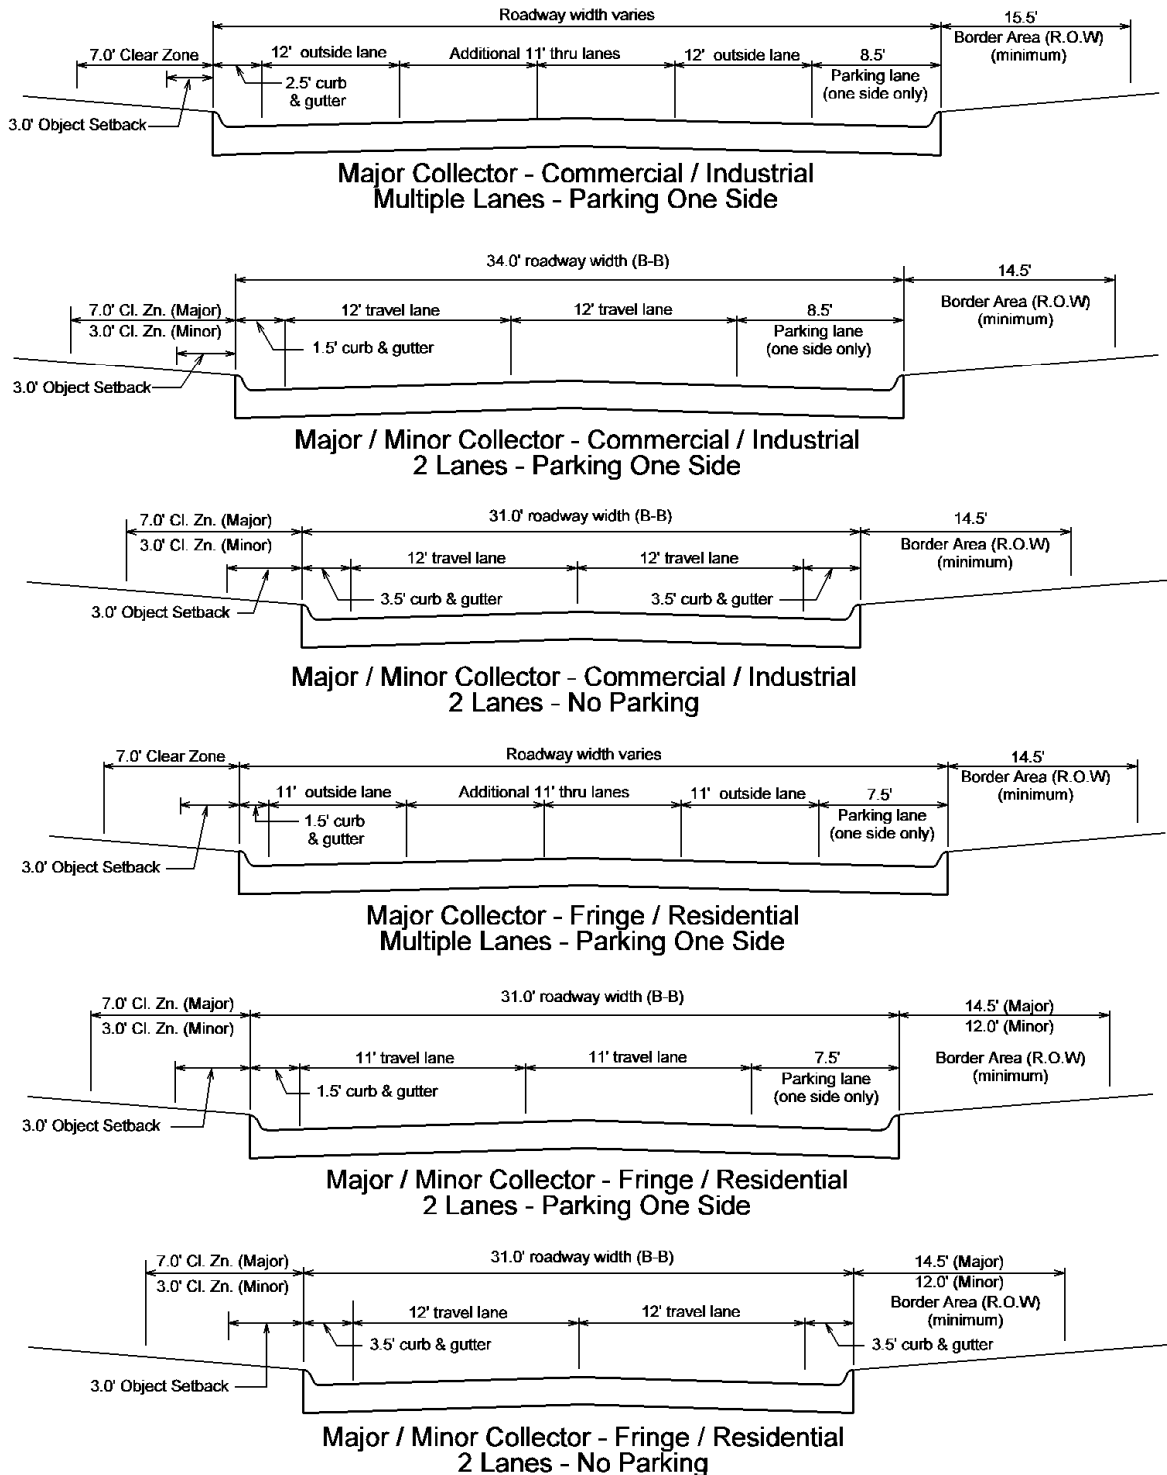 Roadway width varies
15.5'
7.0' Clear Zone
12' outside lane
Additional 11' thru lanes
12' outside lane
8.5'
Border Area (R.O.W)
(minimum)
2.5' curb
& gutter
Parking lane
(one side only)
3.0' Object Setback
Major Collector - Commercial / Industrial
Multiple Lanes - Parking One Side
34.0' roadway width (B-B)
14.5'
7.0' Cl. Zn. (Major)
12' travel lane
12' travel lane
8.5'
Border Area (R.O.W)
(minimum)
3.0' Cl. Zn. (Minor)
1.5' curb & gutter
Parking lane
(one side only)
3.0' Object Setback
Major / Minor Collector - Commercial / Industrial
2 Lanes - Parking One Side
7.0' Cl. Zn. (Major)
31.0' roadway width (B-B)
14.5'
3.0' Cl. Zn. (Minor)
12' travel lane
12' travel lane
Border Area (R.O.W)
(minimum)
3.5' curb & gutter
3.5' curb & gutter
3.0' Object Setback
Major / Minor Collector - Commercial / Industrial
2 Lanes - No Parking
7.0' Clear Zone
Roadway width varies
14.5'
11' outside lane
Additional 11' thru lanes
11' outside lane
7.5'
Border Area (R.O.W)
(minimum)
1.5' curb
& gutter
Parking lane
(one side only)
3.0' Object Setback
Major Collector - Fringe / Residential
Multiple Lanes - Parking One Side
7.0' Cl. Zn. (Major)
31.0' roadway width (B-B)
14.5' (Major)
3.0' Cl. Zn. (Minor)
12.0' (Minor)
11' travel lane
11' travel lane
7.5'
Border Area (R.O.W)
(minimum)
1.5' curb & gutter
Parking lane
(one side only)
3.0' Object Setback
Major / Minor Collector - Fringe / Residential
2 Lanes - Parking One Side
7.0' Cl. Zn. (Major)
31.0' roadway width (B-B)
14.5' (Major)
3.0' Cl. Zn. (Minor)
12.0' (Minor)
12' travel lane
12' travel lane
Border Area (R.O.W)
(minimum)
3.5' curb & gutter
3.5' curb & gutter
3.0' Object Setback
Major / Minor Collector - Fringe / Residential
2 Lanes - No Parking